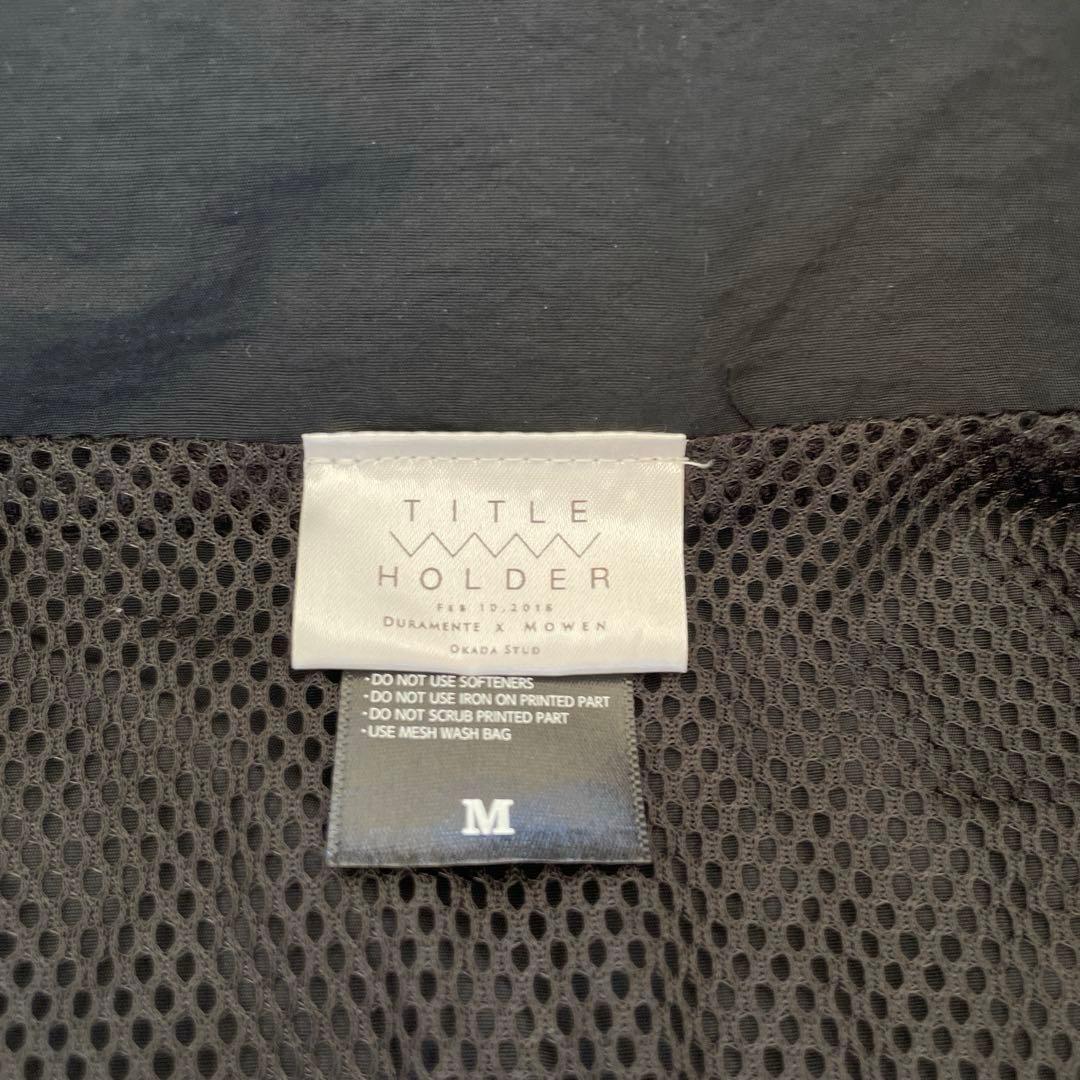 TITLE
HOLDER
FEB 10, 2018
DURAMENTE X MOWEN
OKADA STUD
・DO NOT USE SOFTENERS
・DO NOT USE IRON ON PRINTED PART
・DO NOT SCRUB PRINTED PART
・USE MESH WASH BAG
M